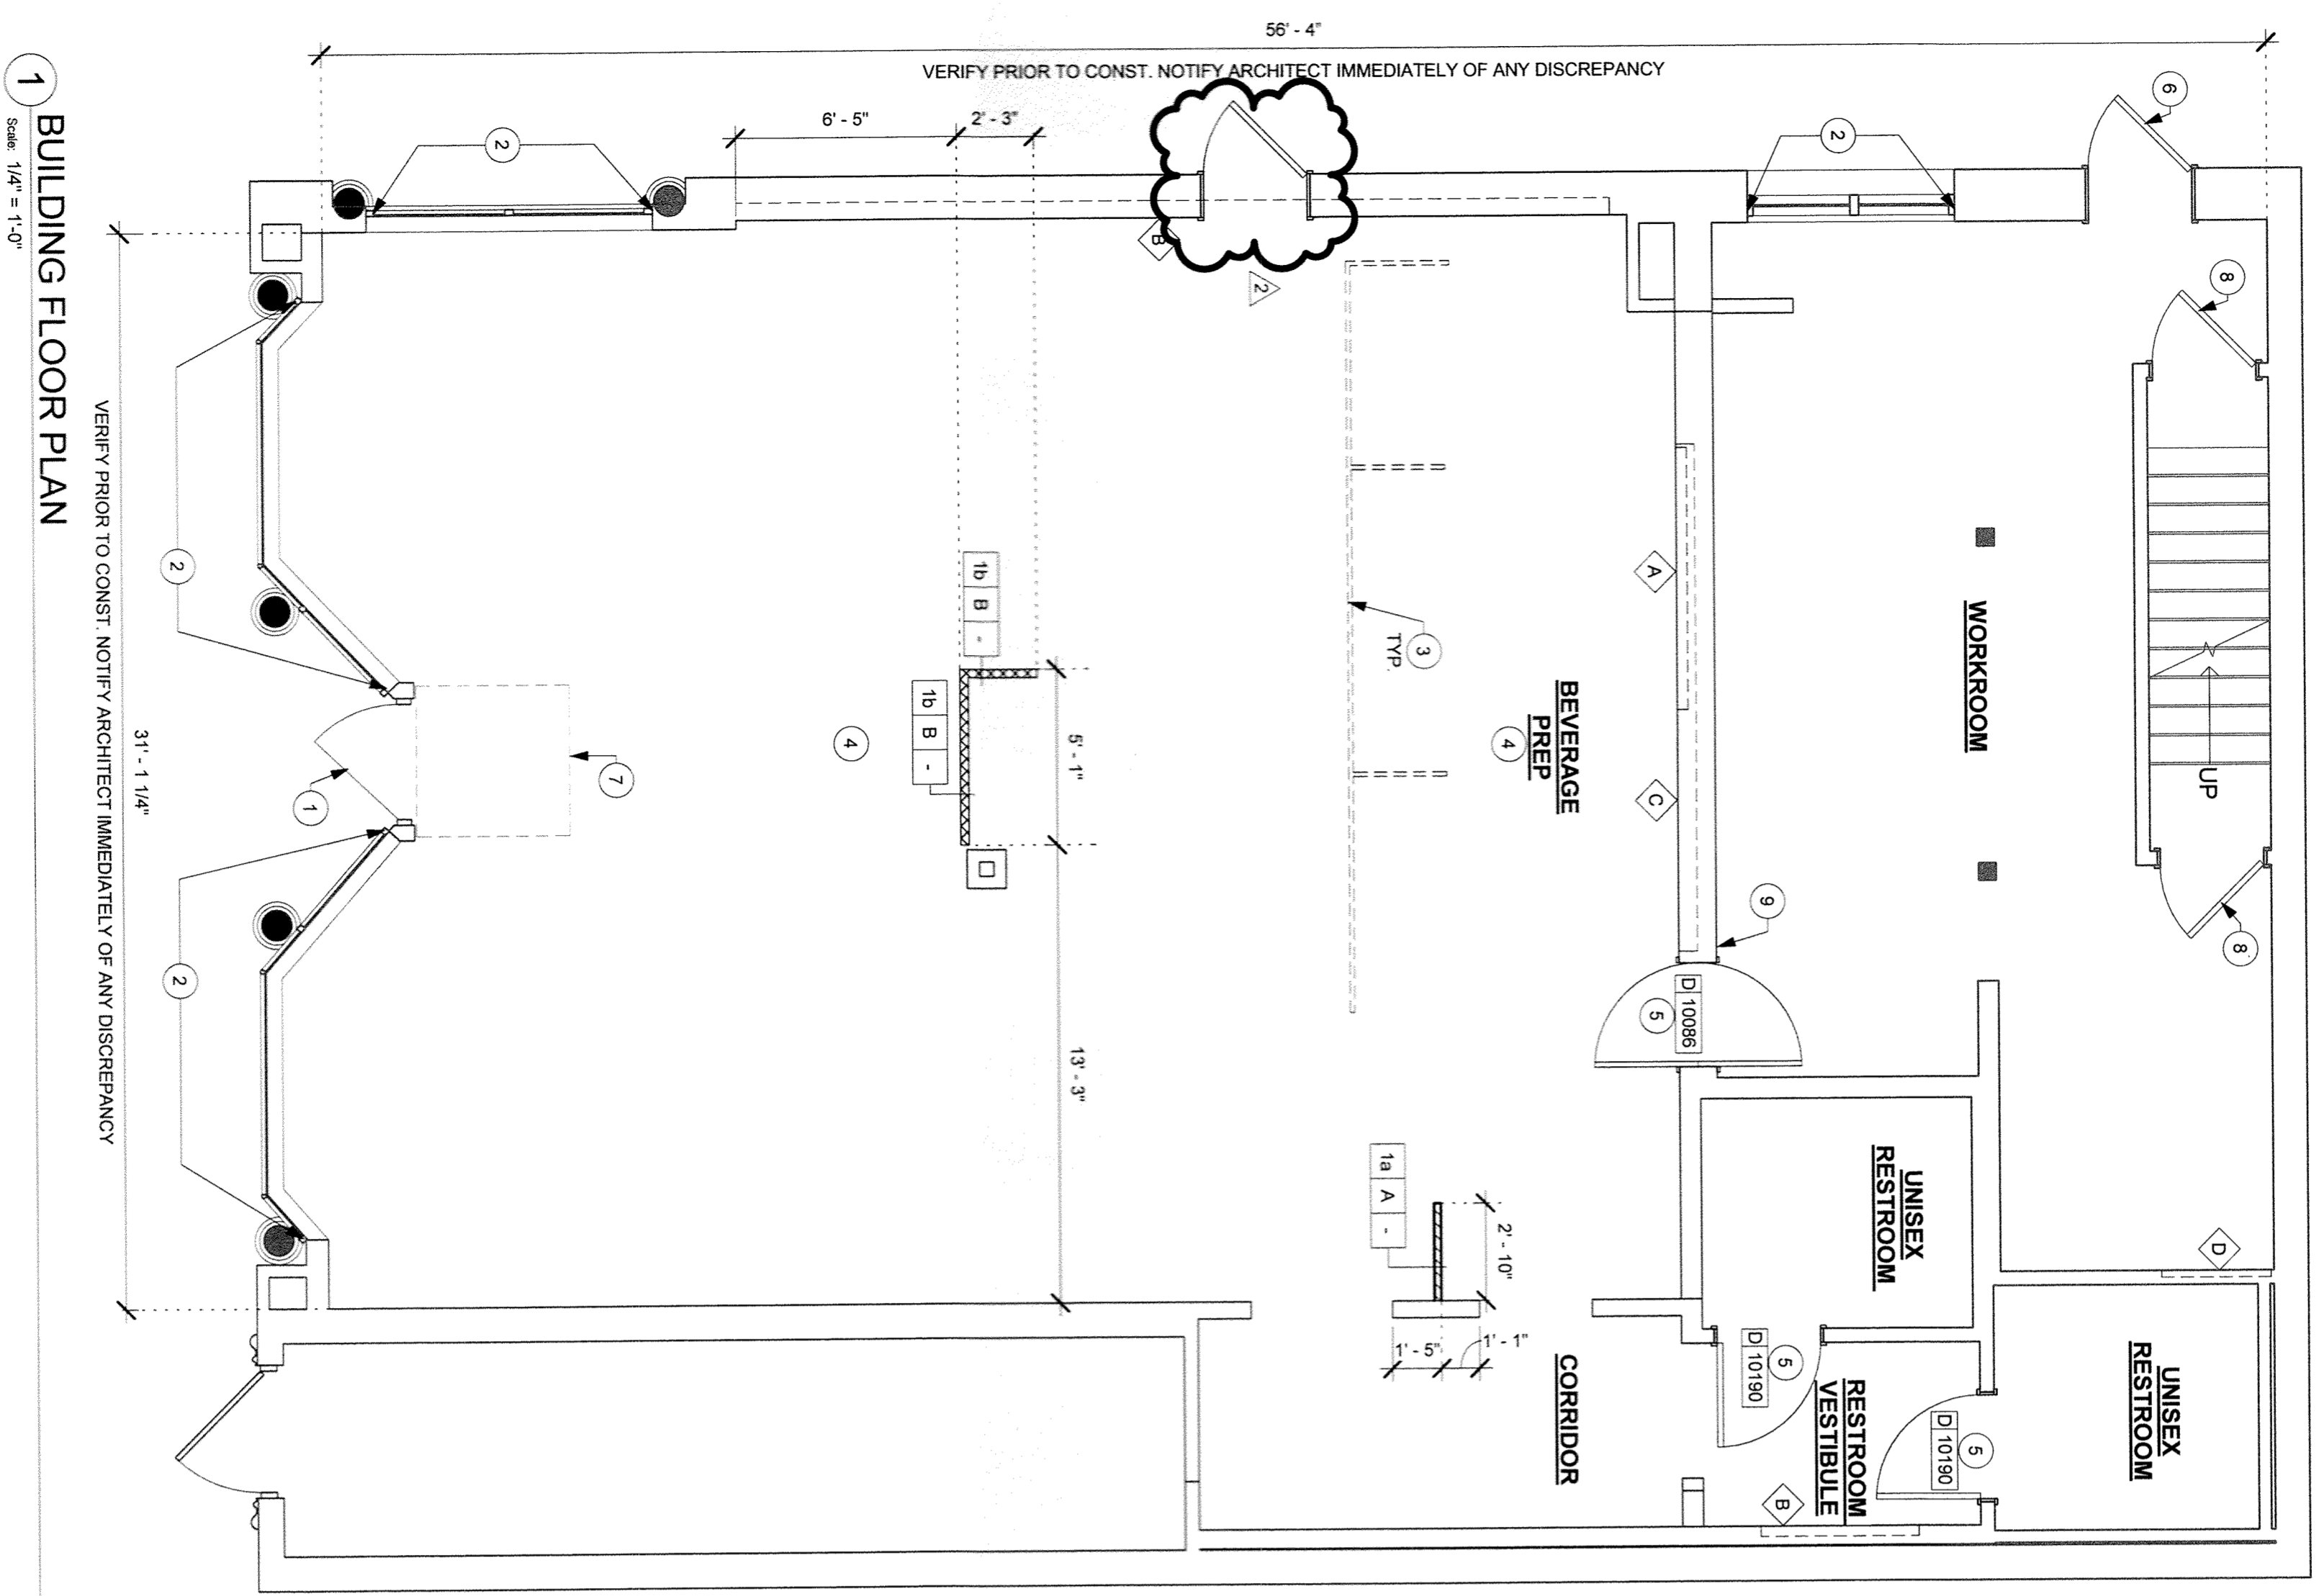 56' - 4"
VERIFY PRIOR TO CONST. NOTIFY ARCHITECT IMMEDIATELY OF ANY DISCREPANCY
6' - 5"
2' - 3"
2
2
6
B
2
8
1
BUILDING FLOOR PLAN
Scale: 1/4" = 1'-0"
VERIFY PRIOR TO CONST. NOTIFY ARCHITECT IMMEDIATELY OF ANY DISCREPANCY
31' - 1 1/4"
2
2
1
7
4
1b B -
1b B -
5' - 1"
13' - 3"
3
TYP.
BEVERAGE
PREP
4
A
C
WORKROOM
UP
8
9
D 10086
5
1a A -
2' - 10"
1' - 5"
1' - 1"
CORRIDOR
UNISEX
RESTROOM
D 10190
5
RESTROOM
VESTIBULE
B
D 10190
5
UNISEX
RESTROOM
D